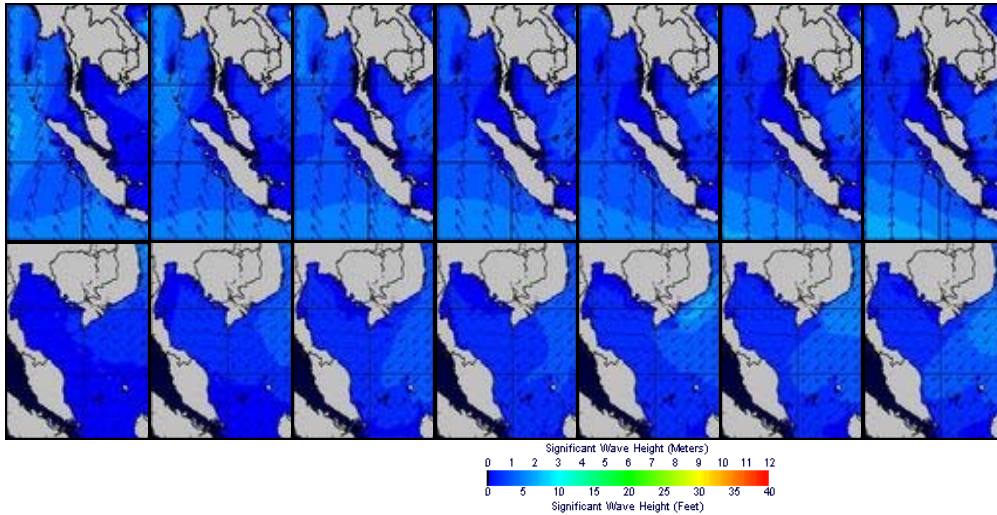 Significant Wave Height (Meters)
0 1 2 3 4 5 6 7 8 9 10 11 12
0 5 10 15 20 25 30 35 40
Significant Wave Height (Feet)